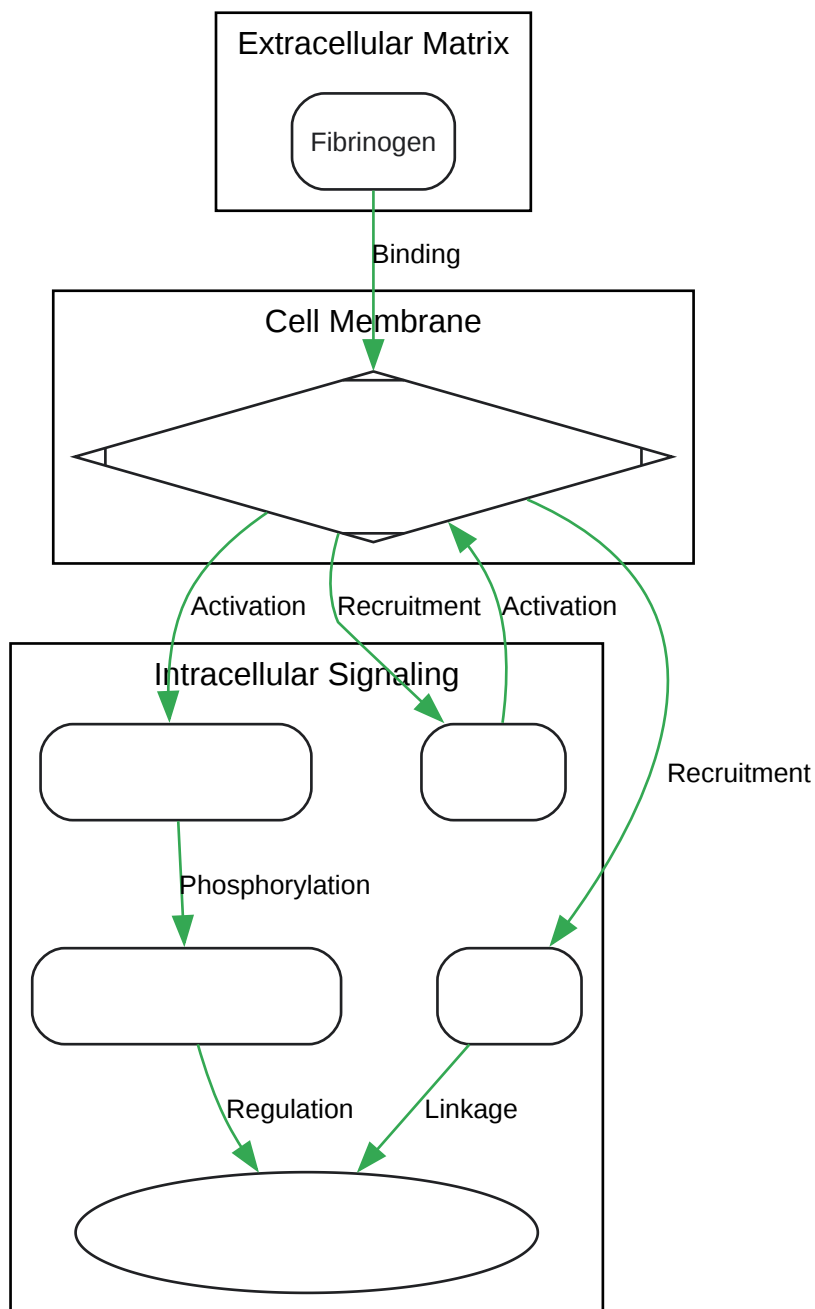 Extracellular Matrix
Fibrinogen
Binding
Cell Membrane
Activation
Recruitment
Activation
Intracellular Signaling
Recruitment
Phosphorylation
Regulation
Linkage